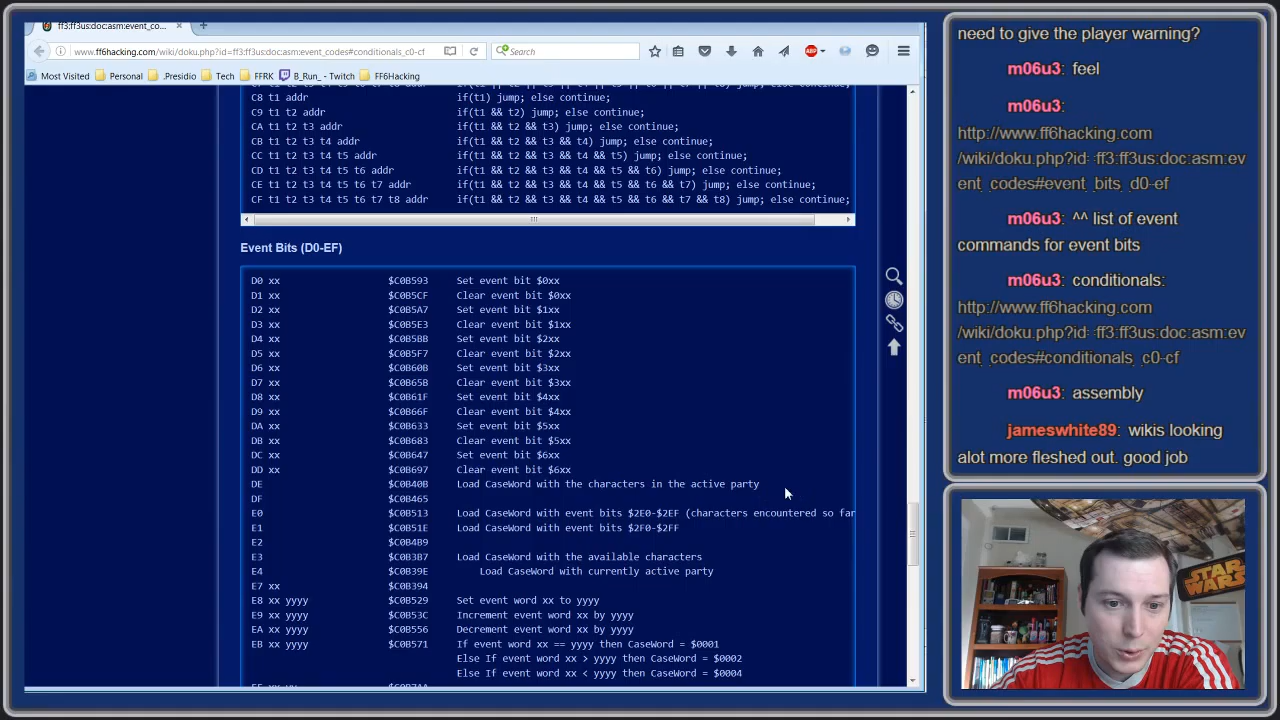 ff3:ff3us:doc:asm:event_co...
www.ff6hacking.com/wiki/doku.php?id=ff3:ff3us:doc:asm:event_codes#conditionals_c0-cf
Search
ABP
Most Visited
Personal
.Presidio
Tech
FFRK
B_Run_ - Twitch
FF6Hacking
C8 t1 addr if(t1) jump; else continue;
C9 t1 t2 if(t1 && t2) jump; else continue;
CA t1 t2 t3 addr if(t1 && t2 && t3) jump; else continue;
CB t1 t2 t3 t4 addr if(t1 && t2 && t3 && t4) jump; else continue;
CC t1 t2 t3 t4 t5 addr if(t1 && t2 && t3 && t4 && t5) jump; else continue;
CD t1 t2 t3 t4 t5 t6 addr if(t1 && t2 && t3 && t4 && t5 && t6) jump; else continue;
CE t1 t2 t3 t4 t5 t6 t7 addr if(t1 && t2 && t3 && t4 && t5 && t6 && t7) jump; else continue;
CF t1 t2 t3 t4 t5 t6 t7 t8 addr if(t1 && t2 && t3 && t4 && t5 && t6 && t7 && t8) jump; else continue;
Event Bits (D0-EF)
D0 xx $C0B593 Set event bit $0xx
D1 xx $C0B5CF Clear event bit $0xx
D2 xx $C0B5A7 Set event bit $1xx
D3 xx $C0B5E3 Clear event bit $1xx
D4 xx $C0B5BB Set event bit $2xx
D5 xx $C0B5F7 Clear event bit $2xx
D6 xx $C0B60B Set event bit $3xx
D7 xx $C0B65B Clear event bit $3xx
D8 xx $C0B61F Set event bit $4xx
D9 xx $C0B66F Clear event bit $4xx
DA xx $C0B633 Set event bit $5xx
DB xx $C0B683 Clear event bit $5xx
DC xx $C0B647 Set event bit $6xx
DD xx $C0B697 Clear event bit $6xx
DE $C0B40B Load CaseWord with the characters in the active party
DF $C0B465
E0 $C0B513 Load CaseWord with event bits $2E0-$2EF (characters encountered so far
E1 $C0B51E Load CaseWord with event bits $2F0-$2FF
E2 $C0B4B9
E3 $C0B3B7 Load CaseWord with the available characters
E4 $C0B39E Load CaseWord with currently active party
E7 xx $C0B394
E8 xx yyyy $C0B529 Set event word xx to yyyy
E9 xx yyyy $C0B53C Increment event word xx by yyyy
EA xx yyyy $C0B556 Decrement event word xx by yyyy
EB xx yyyy $C0B571 If event word xx == yyyy then CaseWord = $0001
Else If event word xx > yyyy then CaseWord = $0002
Else If event word xx < yyyy then CaseWord = $0004
need to give the player warning?
m06u3: feel
m06u3:
http://www.ff6hacking.com
/wiki/doku.php?id=ff3:ff3us:doc:asm:ev
ent_codes#event_bits_d0-ef
m06u3: ^^ list of event
commands for event bits
m06u3: conditionals:
http://www.ff6hacking.com
/wiki/doku.php?id=ff3:ff3us:doc:asm:ev
ent_codes#conditionals_c0-cf
m06u3: assembly
jameswhite89: wikis looking
alot more fleshed out. good job
STAR
WARS